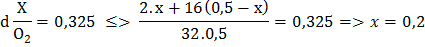 d X/O₂ = 0,325 ≤> (2.x + 16(0,5 − x))/(32.0,5) = 0,325 => x = 0,2